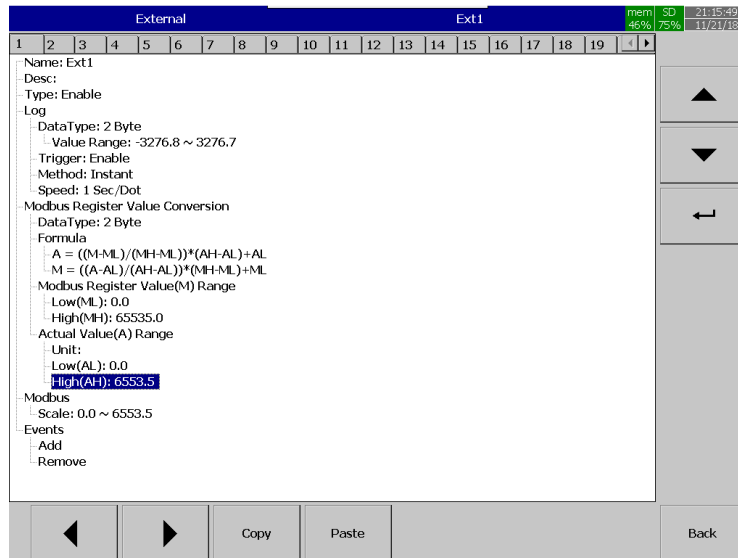 External Ext1 mem 46% SD 75% 21:15:49 11/21/18
1 2 3 4 5 6 7 8 9 10 11 12 13 14 15 16 17 18 19
Name: Ext1
Desc:
Type: Enable
Log
DataType: 2 Byte
Value Range: -3276.8 ~ 3276.7
Trigger: Enable
Method: Instant
Speed: 1 Sec/Dot
Modbus Register Value Conversion
DataType: 2 Byte
Formula
A = ((M-ML)/(MH-ML))*(AH-AL)+AL
M = ((A-AL)/(AH-AL))*(MH-ML)+ML
Modbus Register Value(M) Range
Low(ML): 0.0
High(MH): 65535.0
Actual Value(A) Range
Unit:
Low(AL): 0.0
High(AH): 6553.5
Modbus
Scale: 0.0 ~ 6553.5
Events
Add
Remove
Copy Paste Back